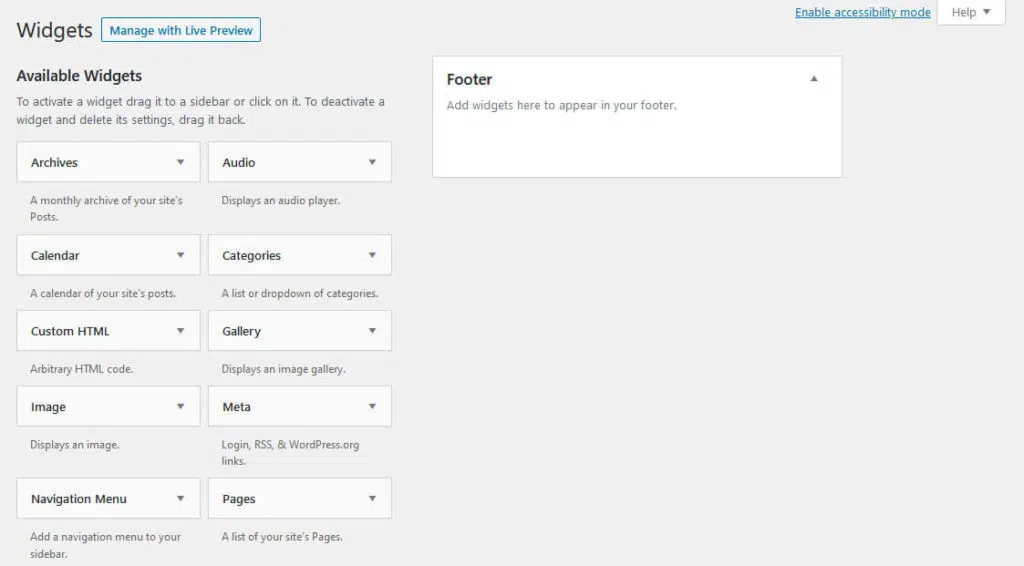 Enable accessibility mode
Help
Widgets
Manage with Live Preview
Available Widgets
To activate a widget drag it to a sidebar or click on it. To deactivate a
widget and delete its settings, drag it back.
Archives
Audio
A monthly archive of your site's
Posts.
Displays an audio player.
Calendar
Categories
A calendar of your site's posts.
A list or dropdown of categories.
Custom HTML
Gallery
Arbitrary HTML code.
Displays an image gallery.
Image
Meta
Displays an image.
Login, RSS, & WordPress.org
links.
Navigation Menu
Pages
Add a navigation menu to your
sidebar.
A list of your site's Pages.
Footer
Add widgets here to appear in your footer.